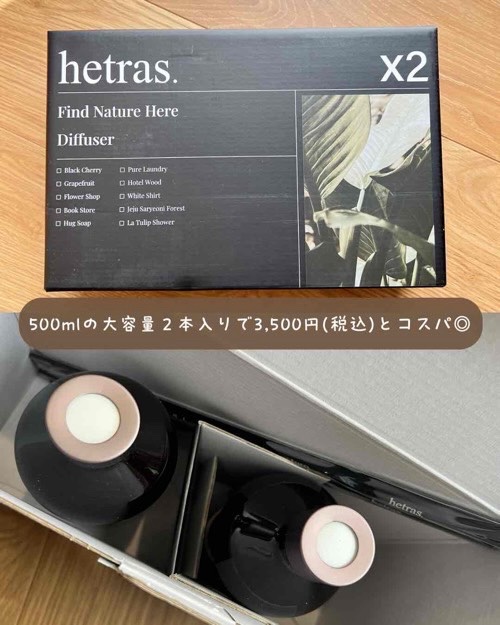 hetras.
X2
Find Nature Here
Diffuser
Black Cherry
Grapefruit
Flower Shop
Book Store
Hug Soap
Pure Laundry
Hotel Wood
White Shirt
Jeju Saryeoni Forest
La Tulip Shower
500mlの大容量2本入りで3,500円(税込)とコスパ◎
hetras.